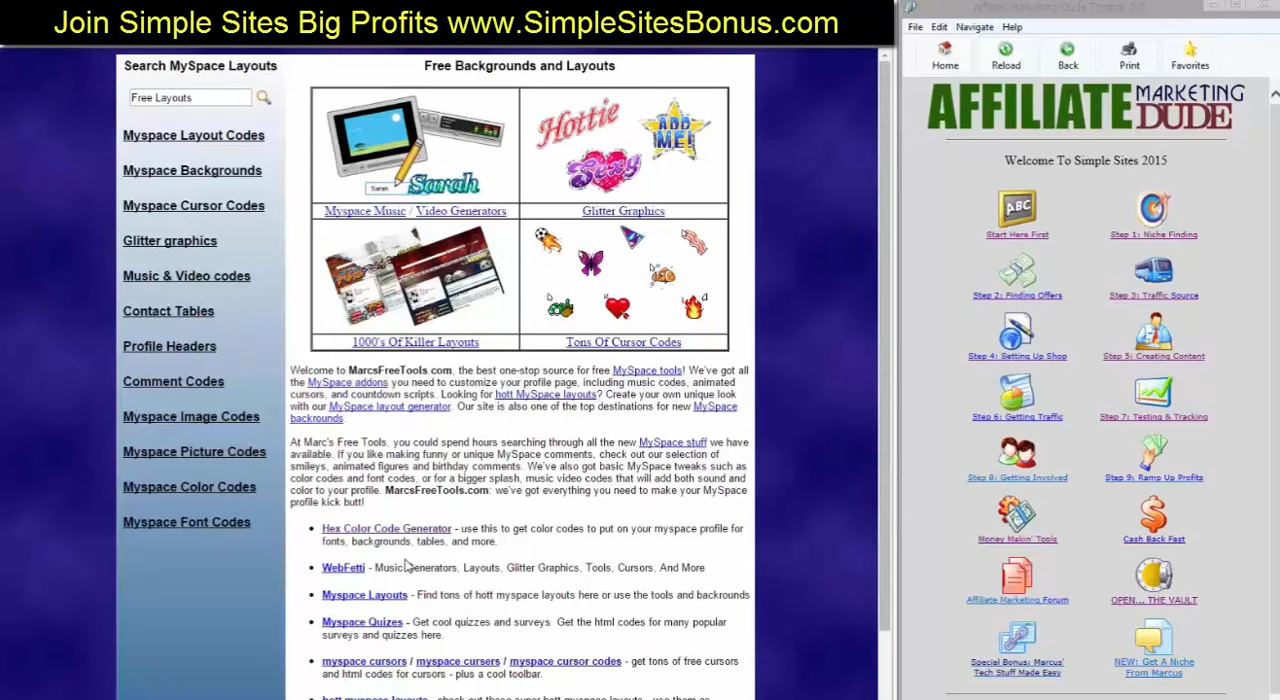 Join Simple Sites Big Profits www.SimpleSitesBonus.com
Search MySpace Layouts
Free Layouts
Myspace Layout Codes
Myspace Backgrounds
Myspace Cursor Codes
Glitter graphics
Music & Video codes
Contact Tables
Profile Headers
Comment Codes
Myspace Image Codes
Myspace Picture Codes
Myspace Color Codes
Myspace Font Codes
Free Backgrounds and Layouts
Sarah
Sarah
Hottie
ADD
ME!
Sexy
Myspace Music / Video Generators
Glitter Graphics
1000's Of Killer Layouts
Tons Of Cursor Codes
Welcome to MarcsFreeTools.com, the best one-stop source for free MySpace tools! We've got all
the MySpace addons you need to customize your profile page, including music codes, animated
cursors, and countdown scripts. Looking for hott MySpace layouts? Create your own unique look
with our MySpace layout generator. Our site is also one of the top destinations for new MySpace
backrounds.
At Marc's Free Tools, you could spend hours searching through all the new MySpace stuff we have
available. If you like making funny or unique MySpace comments, check out our selection of
smileys, animated figures and birthday comments. We've also got basic MySpace tweaks such as
color codes and font codes, or for a bigger splash, music video codes that will add both sound and
color to your profile. MarcsFreeTools.com: we've got everything you need to make your MySpace
profile kick butt!
• Hex Color Code Generator - use this to get color codes to put on your myspace profile for
fonts, backgrounds, tables, and more.
• WebFetti - Music Generators, Layouts, Glitter Graphics, Tools, Cursors, And More
• Myspace Layouts - Find tons of hott myspace layouts here or use the tools and backrounds
• Myspace Quizes - Get cool quizzes and surveys. Get the html codes for many popular
surveys and quizzes here.
• myspace cursors / myspace cursers / myspace cursor codes - get tons of free cursors
and html codes for cursors - plus a cool toolbar.
• hott myspace layouts - check out these super hott myspace layouts - use them as
Affiliate Marketing Dude Toolbar 2.0
File Edit Navigate Help
Home Reload Back Print Favorites
AFFILIATE MARKETING DUDE
Welcome To Simple Sites 2015
ABC
Start Here First
Step 1: Niche Finding
Step 2: Finding Offers
Step 3: Traffic Source
Step 4: Setting Up Shop
Step 5: Creating Content
Step 6: Getting Traffic
Step 7: Testing & Tracking
Step 8: Getting Involved
Step 9: Ramp Up Profits
Money Makin' Tools
Cash Back Fast
Affiliate Marketing Forum
OPEN... THE VAULT
Special Bonus: Marcus'
Tech Stuff Made Easy
NEW: Get A Niche
From Marcus